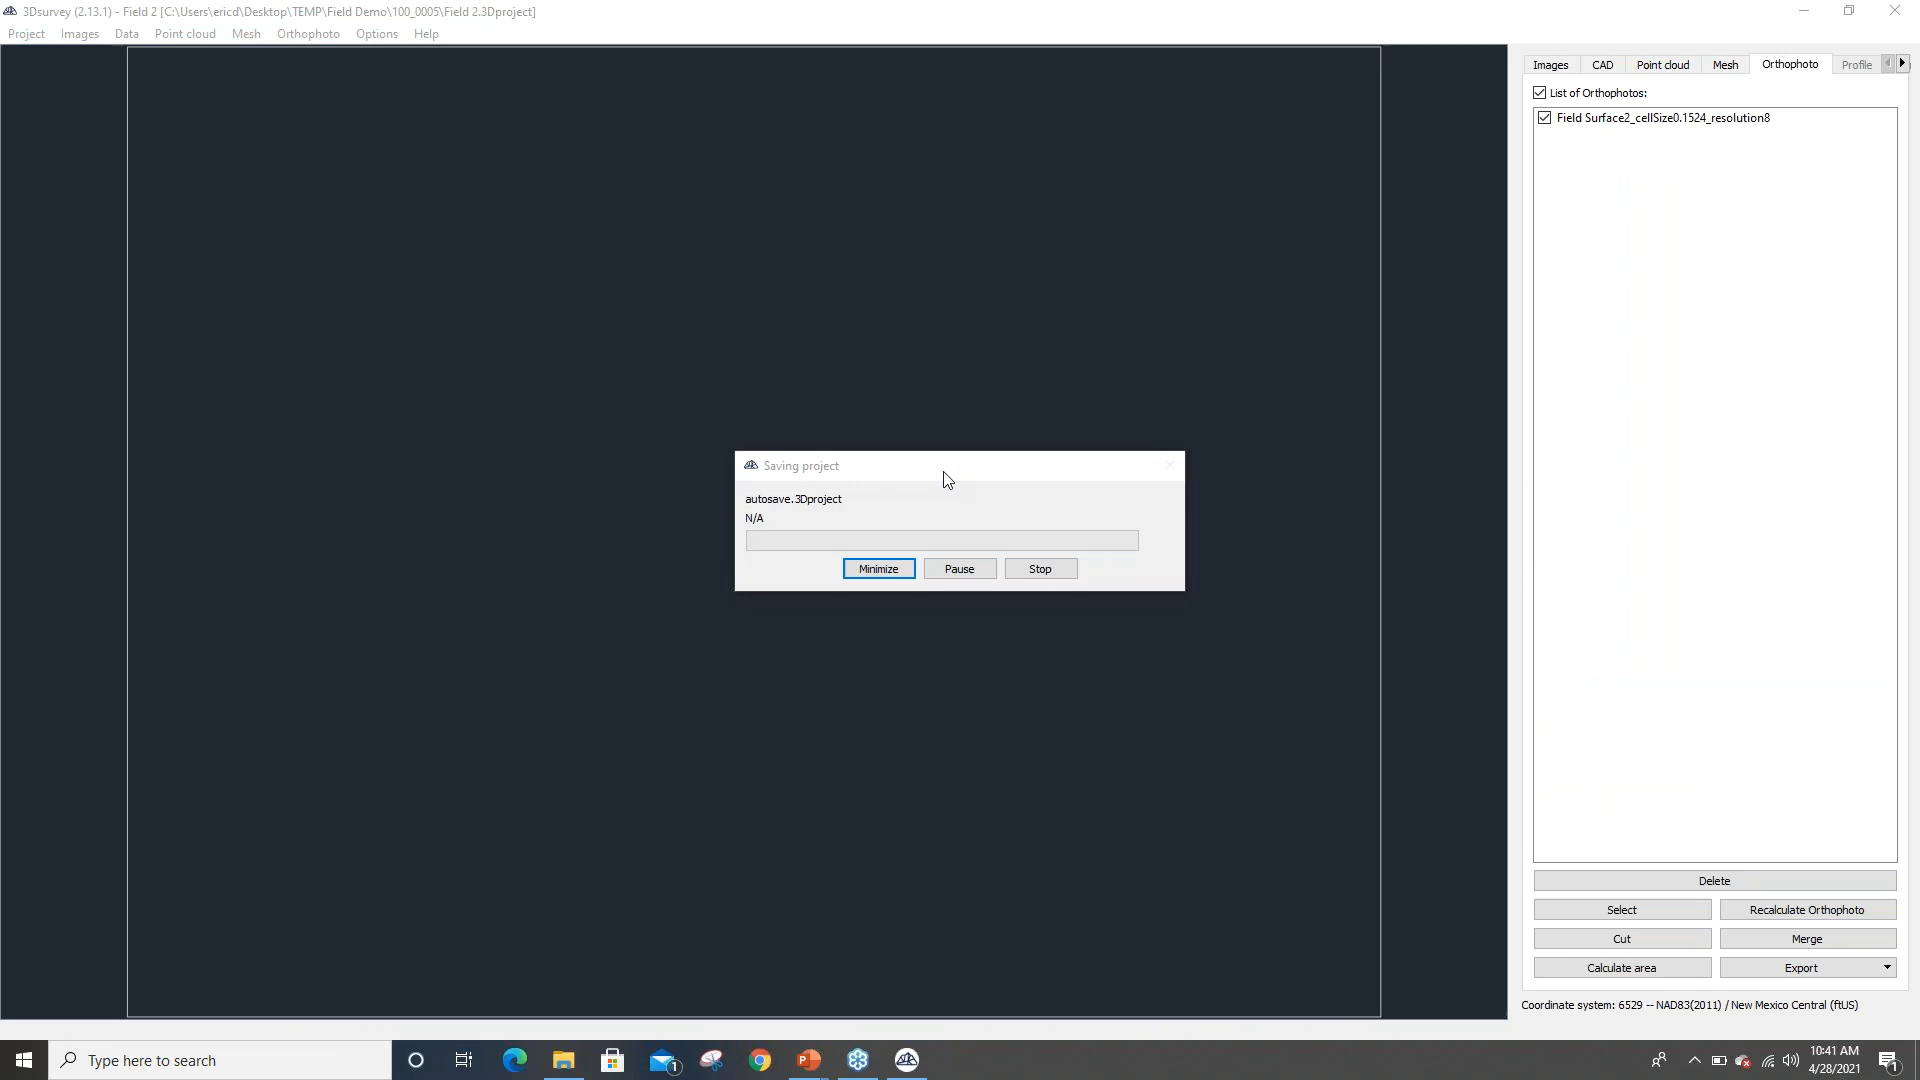 3Dsurvey (2.13.1) - Field 2 [C:\Users\ericd\Desktop\TEMP\Field Demo\100_0005\Field 2.3Dproject]
Project Images Data Point cloud Mesh Orthophoto Options Help
Images CAD Point cloud Mesh Orthophoto Profile
List of Orthophotos:
Field Surface2_cellSize0.1524_resolution8
Saving project
autosave.3Dproject
N/A
Minimize Pause Stop
Delete
Select Recalculate Orthophoto
Cut Merge
Calculate area Export
Coordinate system: 6529 -- NAD83(2011) / New Mexico Central (ftUS)
Type here to search
1
P
10:41 AM
4/28/2021
1